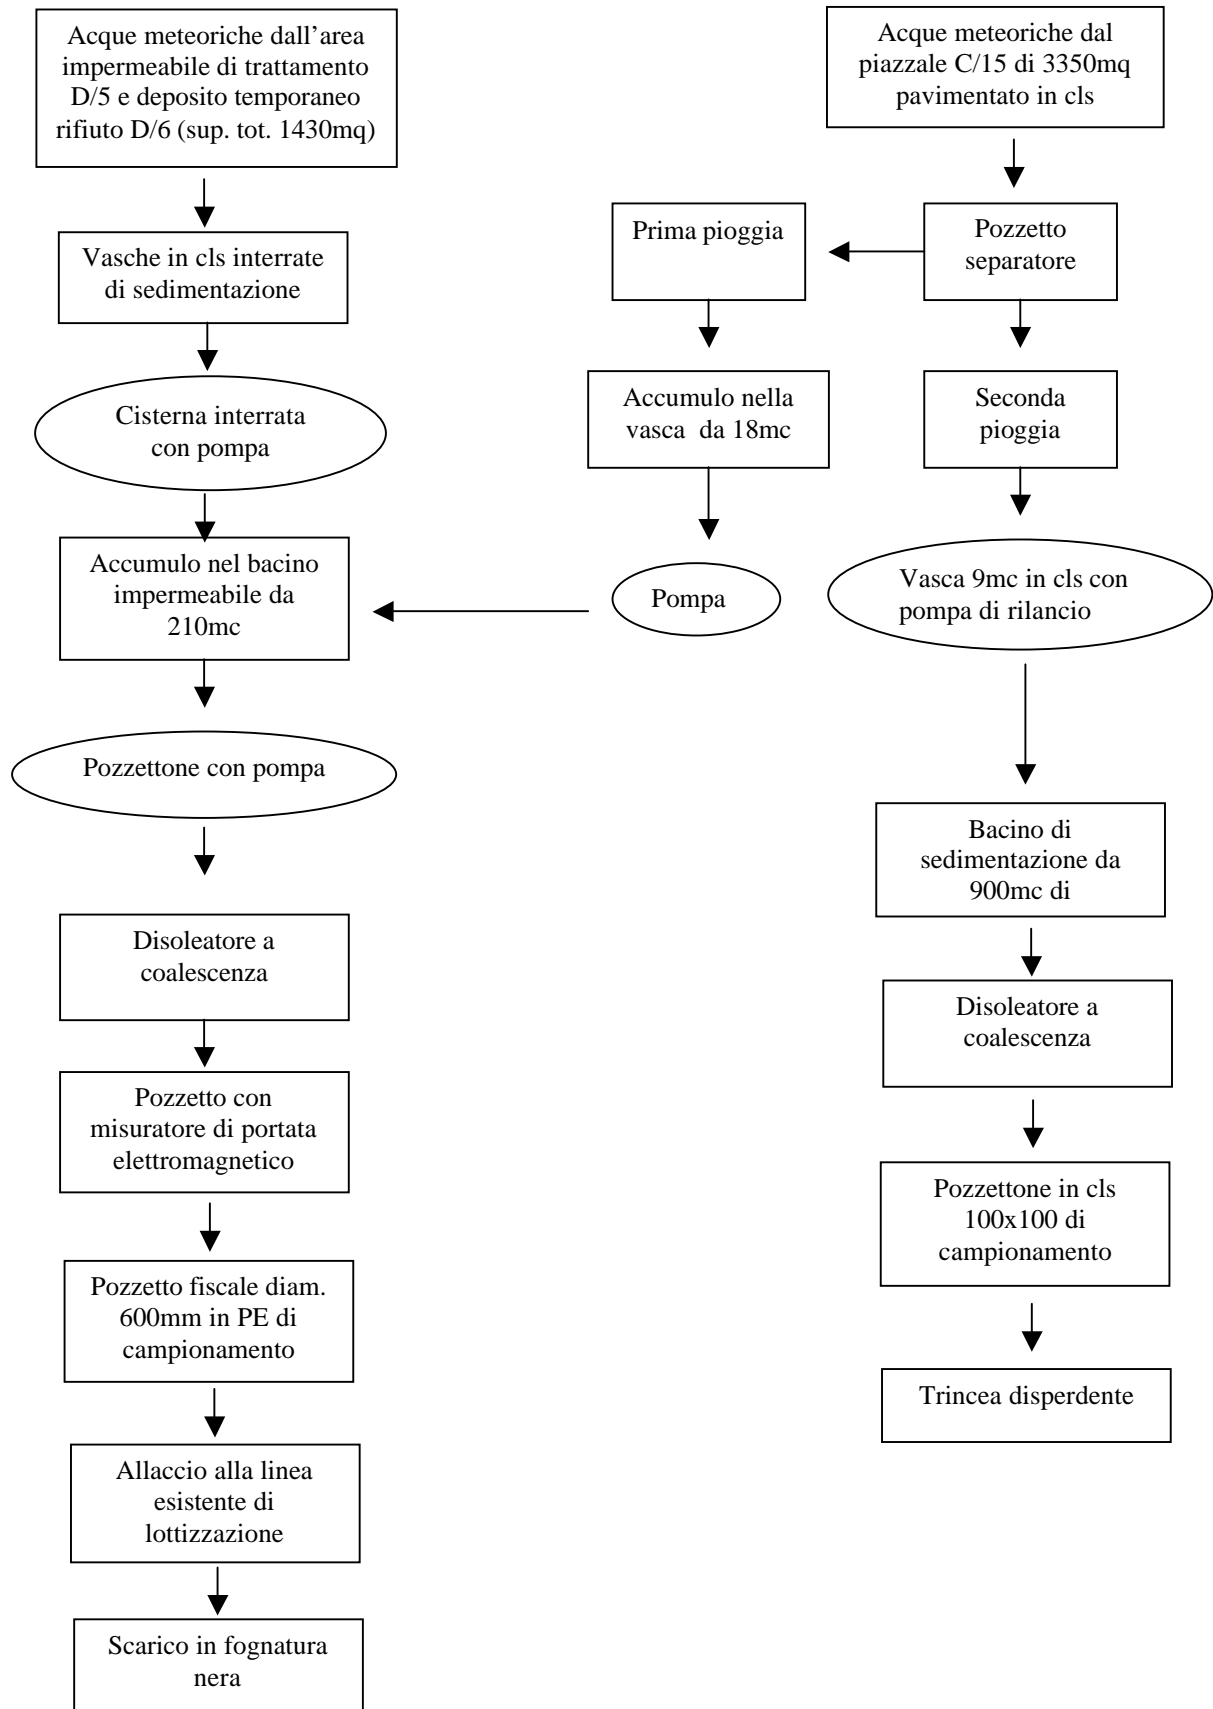 Acque meteoriche dall’area
impermeabile di trattamento
D/5 e deposito temporaneo
rifiuto D/6 (sup. tot. 1430mq)
Vasche in cls interrate
di sedimentazione
Cisterna interrata
con pompa
Accumulo nel bacino
impermeabile da
210mc
Pozzettone con pompa
Disoleatore a
coalescenza
Pozzetto con
misuratore di portata
elettromagnetico
Pozzetto fiscale diam.
600mm in PE di
campionamento
Allaccio alla linea
esistente di
lottizzazione
Scarico in fognatura
nera
Acque meteoriche dal
piazzale C/15 di 3350mq
pavimentato in cls
Pozzetto
separatore
Prima pioggia
Accumulo nella
vasca  da 18mc
Pompa
Seconda
pioggia
Vasca 9mc in cls con
pompa di rilancio
Bacino di
sedimentazione da
900mc di
Disoleatore a
coalescenza
Pozzettone in cls
100x100 di
campionamento
Trincea disperdente